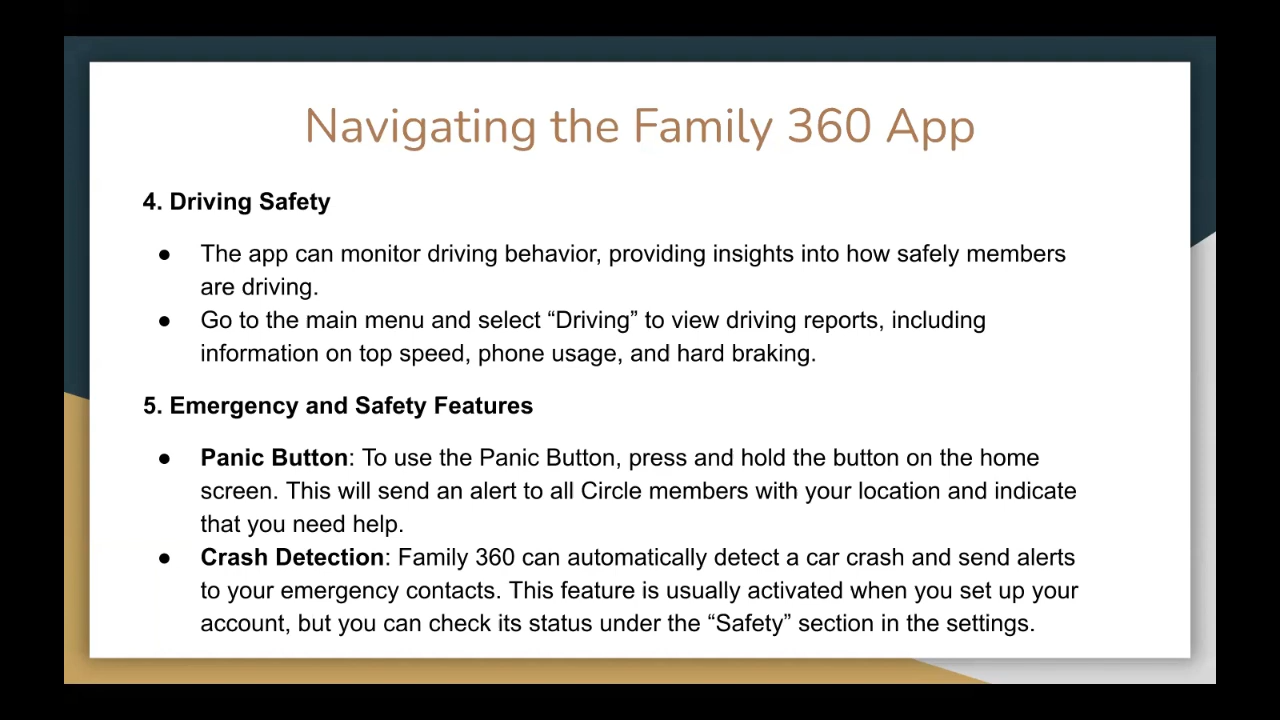 Navigating the Family 360 App
4. Driving Safety
● The app can monitor driving behavior, providing insights into how safely members
are driving.
● Go to the main menu and select “Driving” to view driving reports, including
information on top speed, phone usage, and hard braking.
5. Emergency and Safety Features
● Panic Button: To use the Panic Button, press and hold the button on the home
screen. This will send an alert to all Circle members with your location and indicate
that you need help.
● Crash Detection: Family 360 can automatically detect a car crash and send alerts
to your emergency contacts. This feature is usually activated when you set up your
account, but you can check its status under the “Safety” section in the settings.